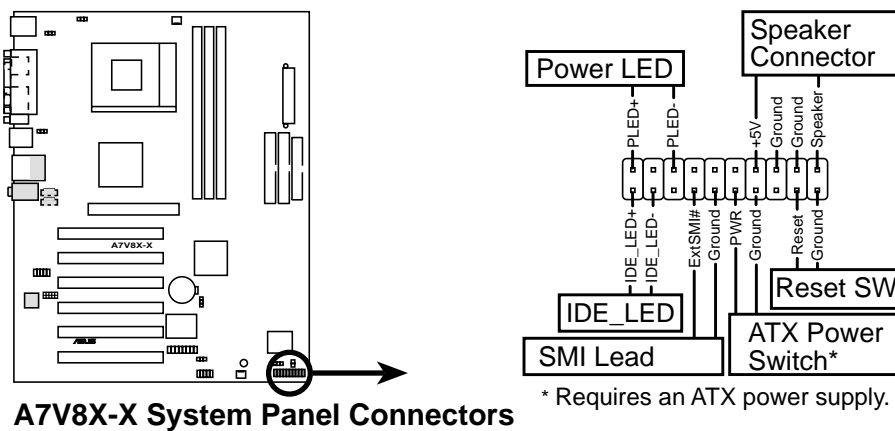 Speaker
Connector
Power LED
PLED+
PLED-
+5V
Ground
Ground
Speaker
A7V8X-X
IDE_LED+
IDE_LED-
ExtSMI#
Ground
PWR
Ground
Reset
Ground
Reset SW
IDE_LED
ATX Power
Switch*
SMI Lead
ASUS
* Requires an ATX power supply.
A7V8X-X System Panel Connectors